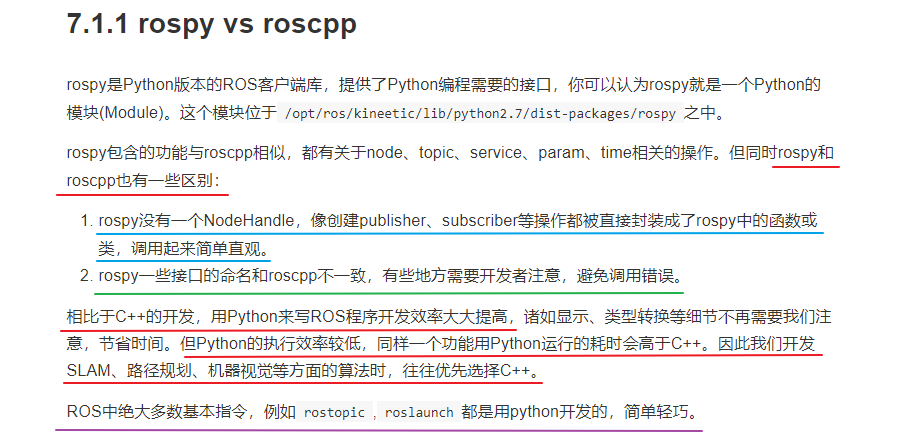 7.1.1 rospy vs roscpp
rospy是Python版本的ROS客户端库，提供了Python编程需要的接口，你可以认为rospy就是一个Python的
模块(Module)。这个模块位于 /opt/ros/kineetic/lib/python2.7/dist-packages/rospy 之中。
rospy包含的功能与roscpp相似，都有关于node、topic、service、param、time相关的操作。但同时rospy和
roscpp也有一些区别：
1. rospy没有一个NodeHandle，像创建publisher、subscriber等操作都被直接封装成了rospy中的函数或
类，调用起来简单直观。
2. rospy一些接口的命名和roscpp不一致，有些地方需要开发者注意，避免调用错误。
相比于C++的开发，用Python来写ROS程序开发效率大大提高，诸如显示、类型转换等细节不再需要我们注
意，节省时间。但Python的执行效率较低，同样一个功能用Python运行的耗时会高于C++。因此我们开发
SLAM、路径规划、机器视觉等方面的算法时，往往优先选择C++。
ROS中绝大多数基本指令，例如 rostopic , roslaunch 都是用python开发的，简单轻巧。